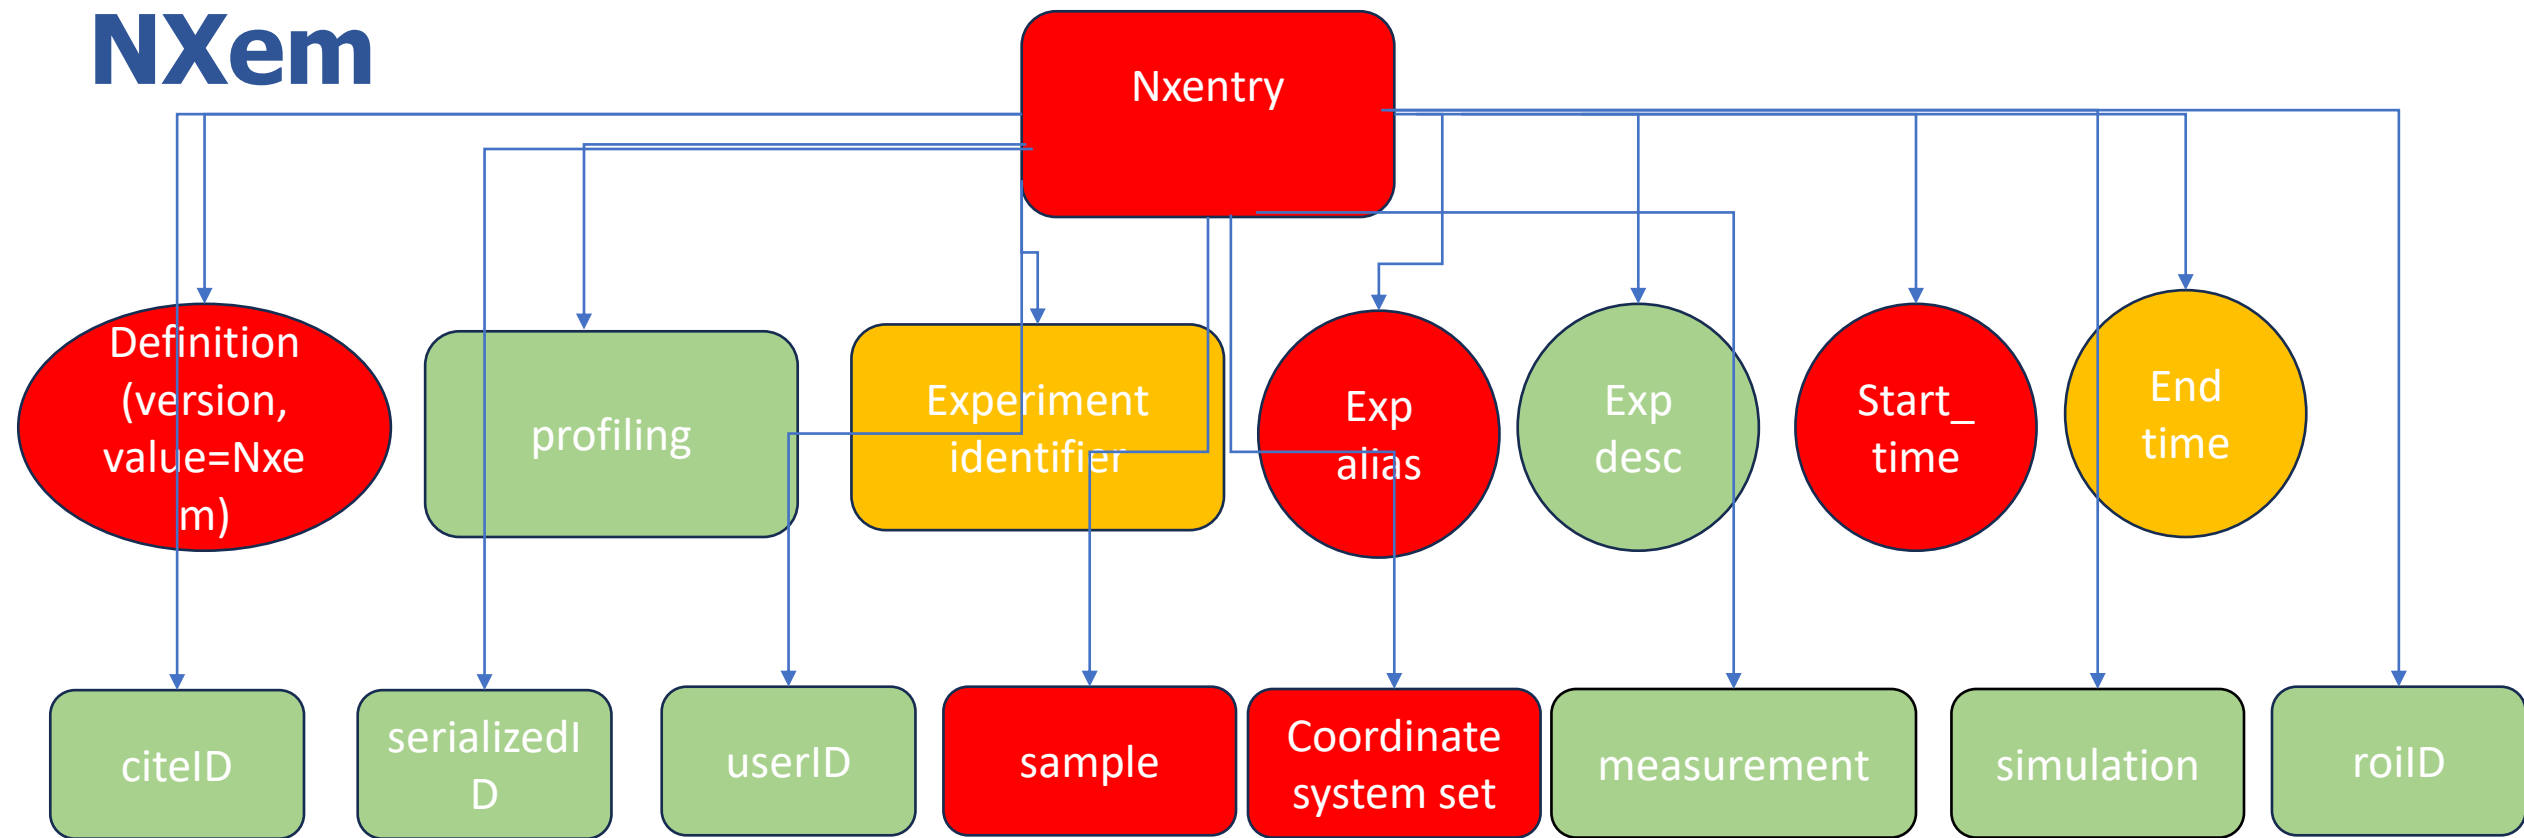 NXem
Nxentry
Definition
(version,
value=Nxe
m)
profiling
Experiment
identifier
Exp
alias
Exp
desc
Start_
time
End
time
citeID
serializedI
D
userID
sample
Coordinate
system set
measurement
simulation
roiID